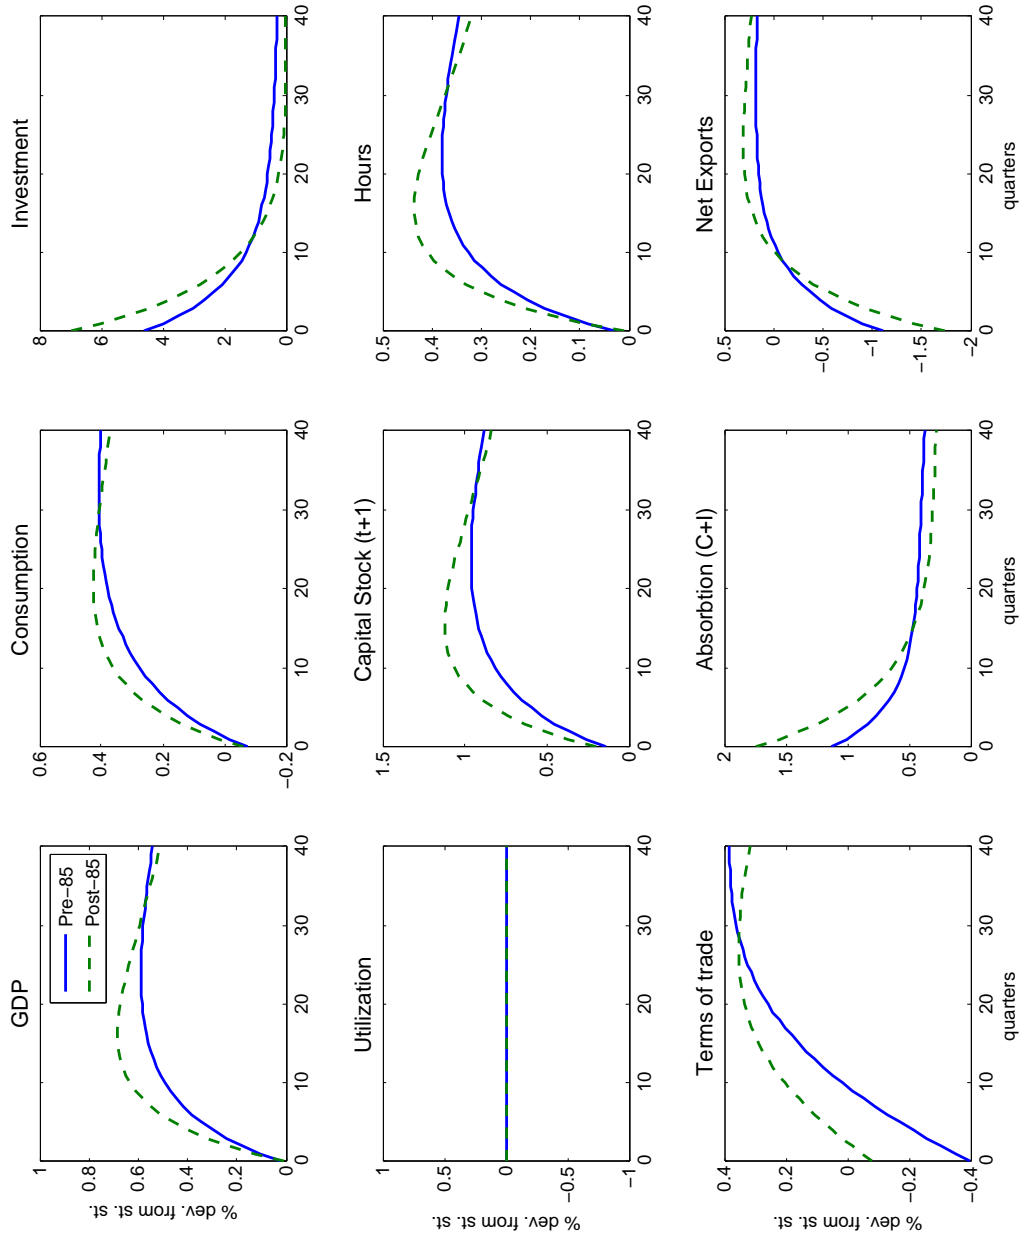 GDP
% dev. from st. st.
1
0.8
0.6
0.4
0.2
0
0 10 20 30 40
Pre−85
Post−85
Consumption
0.6
0.4
0.2
0
−0.2
0 10 20 30 40
Investment
8
6
4
2
0
0 10 20 30 40
Utilization
% dev. from st. st.
1
0.5
0
−0.5
−1
0 10 20 30 40
Capital Stock (t+1)
1.5
1
0.5
0
0 10 20 30 40
Hours
0.5
0.4
0.3
0.2
0.1
0
0 10 20 30 40
Terms of trade
% dev. from st. st.
0.4
0.2
0
−0.2
−0.4
0 10 20 30 40
quarters
Absorbtion (C+I)
2
1.5
1
0.5
0
0 10 20 30 40
quarters
Net Exports
0.5
0
−0.5
−1
−1.5
−2
0 10 20 30 40
quarters